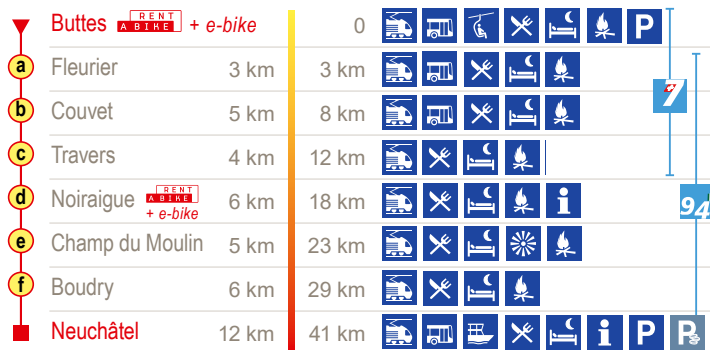 Buttes RENT A BIKE + e-bike 0 P
a Fleurier 3 km 3 km
b Couvet 5 km 8 km 7
c Travers 4 km 12 km
d Noiraigue RENT A BIKE + e-bike 6 km 18 km i 94
e Champ du Moulin 5 km 23 km
f Boudry 6 km 29 km
Neuchâtel 12 km 41 km i P P